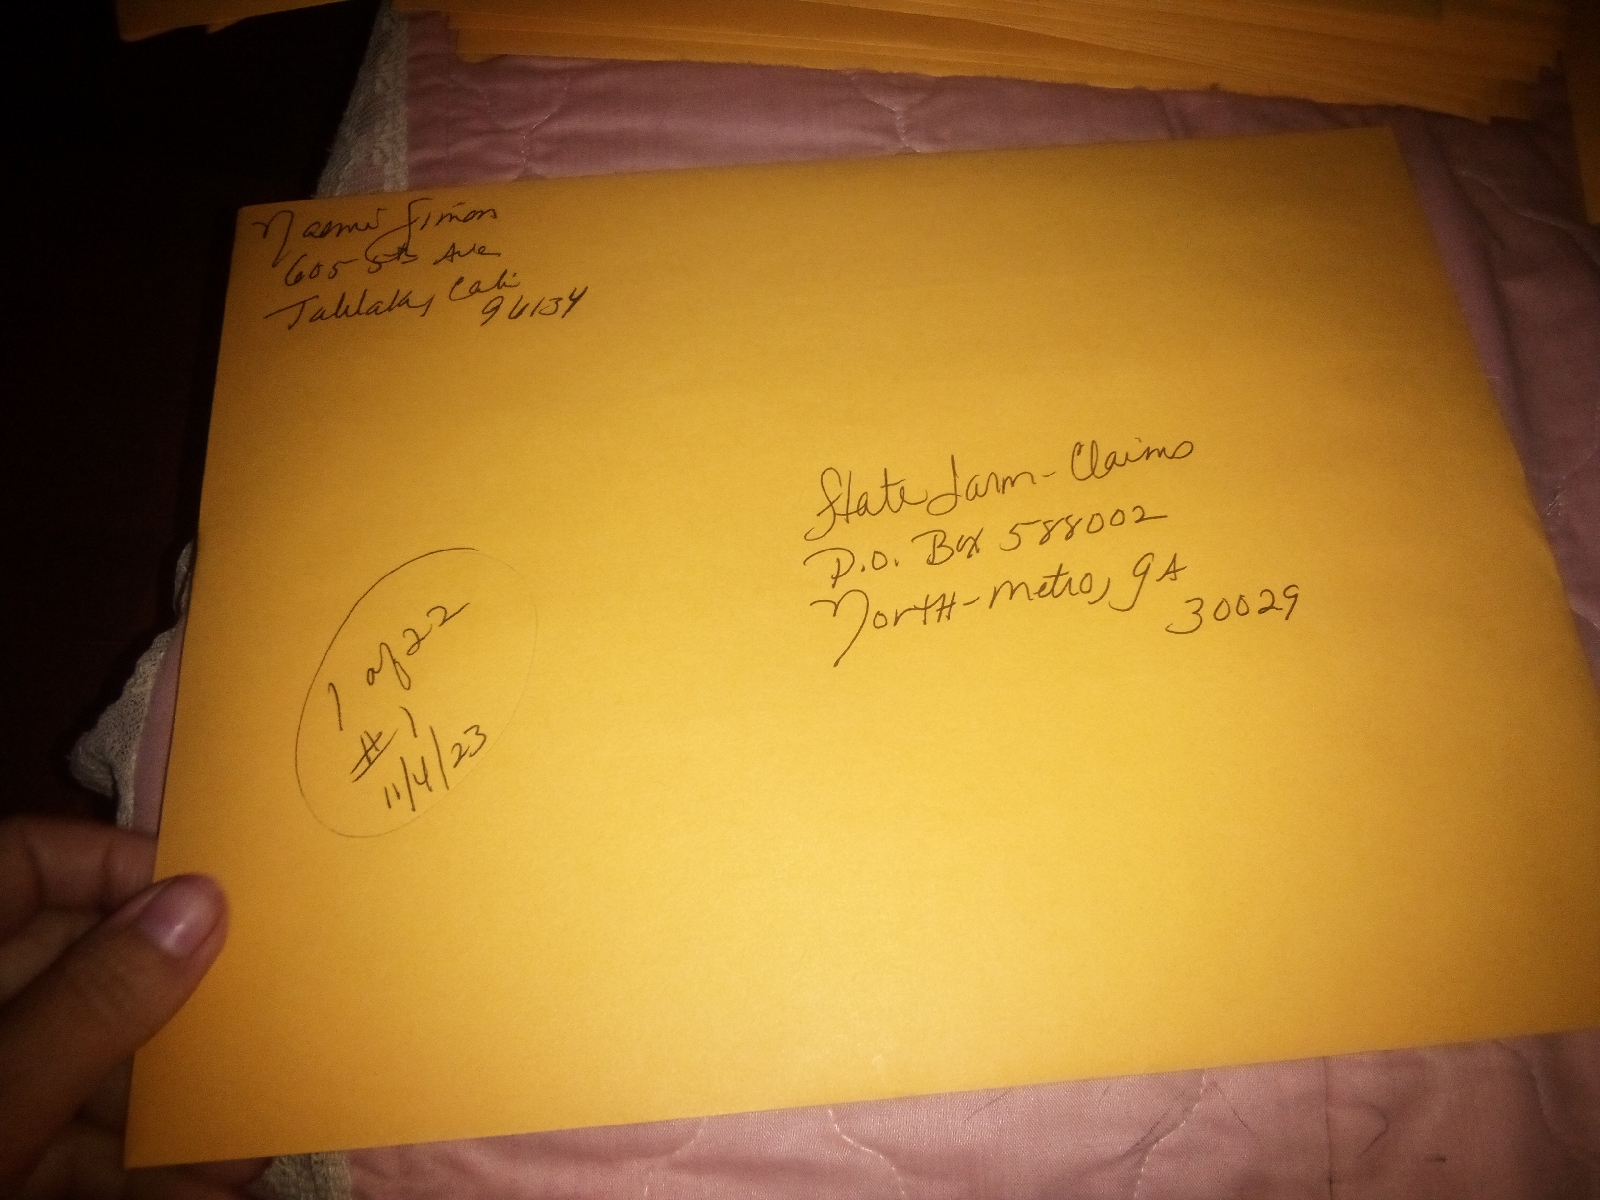 Naomi Simon
605 5th Ave
Tulelake, Cali
96134
State Farm - Claims
P.O. Box 588002
North-Metro, GA
30029
1 of 22
#1
11/4/23